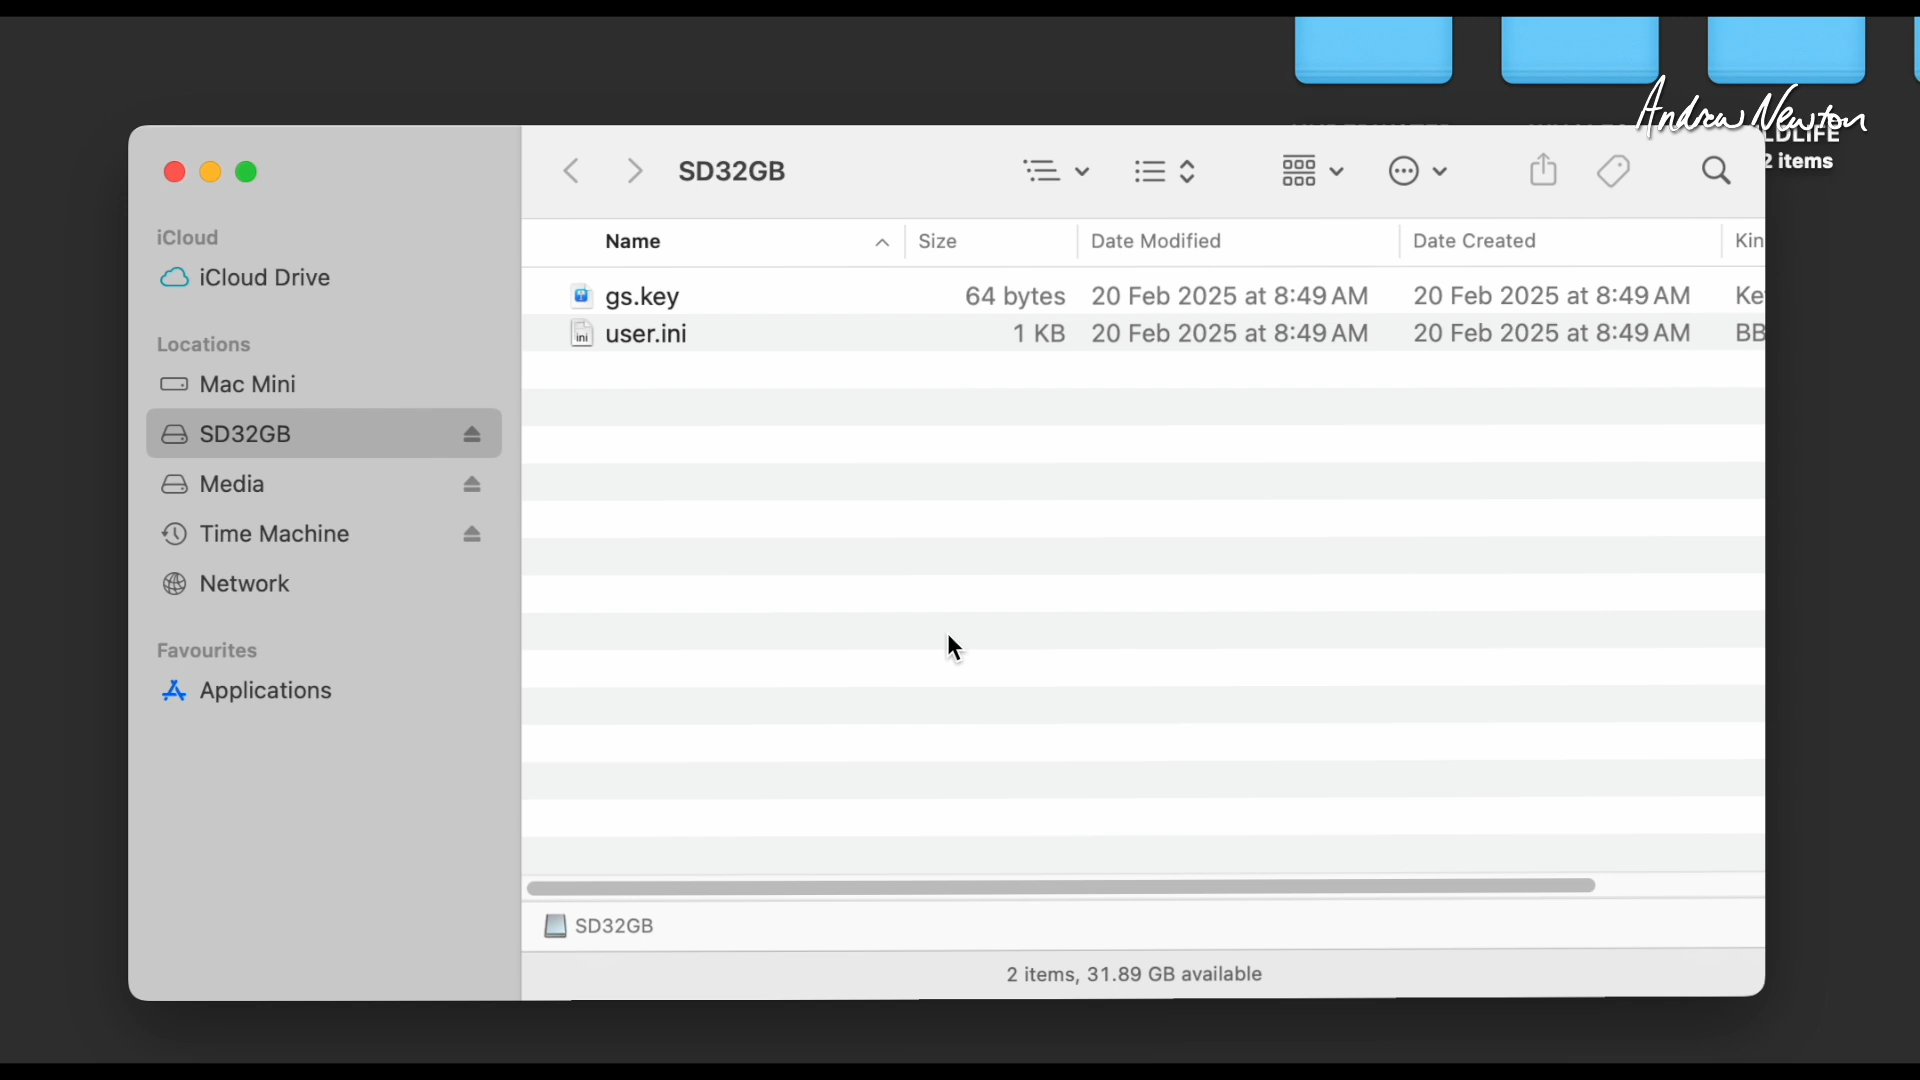 Andrew Newton
LDLIFE
2 items
SD32GB
iCloud
iCloud Drive
Locations
Mac Mini
SD32GB
Media
Time Machine
Network
Favourites
Applications
Name Size Date Modified Date Created Kin
gs.key 64 bytes 20 Feb 2025 at 8:49 AM 20 Feb 2025 at 8:49 AM Ke
ini user.ini 1 KB 20 Feb 2025 at 8:49 AM 20 Feb 2025 at 8:49 AM BB
SD32GB
2 items, 31.89 GB available